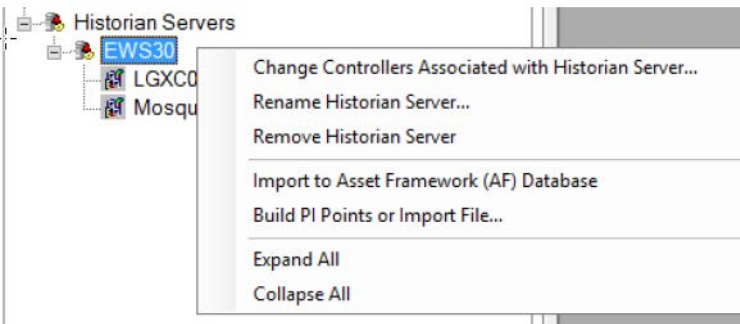 Historian Servers
EWS30
LGXC0
Mosqu
Change Controllers Associated with Historian Server...
Rename Historian Server...
Remove Historian Server
Import to Asset Framework (AF) Database
Build PI Points or Import File...
Expand All
Collapse All